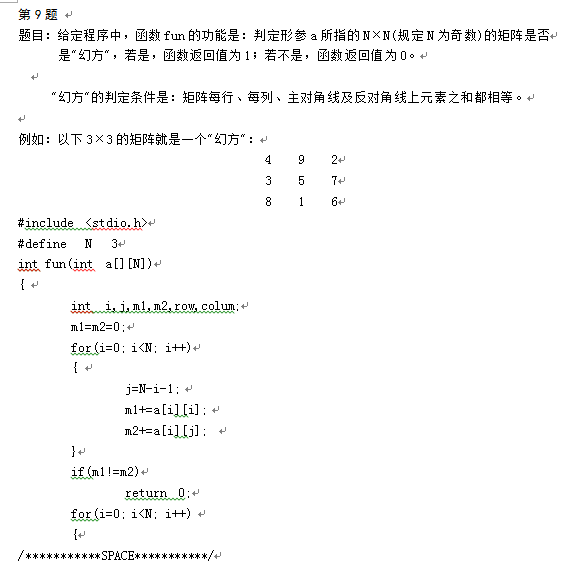 第 9 题
题目：给定程序中，函数 fun 的功能是：判定形参 a 所指的 N×N(规定 N 为奇数)的矩阵是否
是"幻方"，若是，函数返回值为 1；若不是，函数返回值为 0。
"幻方"的判定条件是：矩阵每行、每列、主对角线及反对角线上元素之和都相等。
例如：以下 3×3 的矩阵就是一个"幻方"：
4 9 2
3 5 7
8 1 6
#include <stdio.h>
#define N 3
int fun(int a[][N])
{
int i,j,m1,m2,row,colum;
m1=m2=0;
for(i=0; i<N; i++)
{
j=N-i-1;
m1+=a[i][i];
m2+=a[i][j];
}
if(m1!=m2)
return 0;
for(i=0; i<N; i++)
{
/***********SPACE***********/